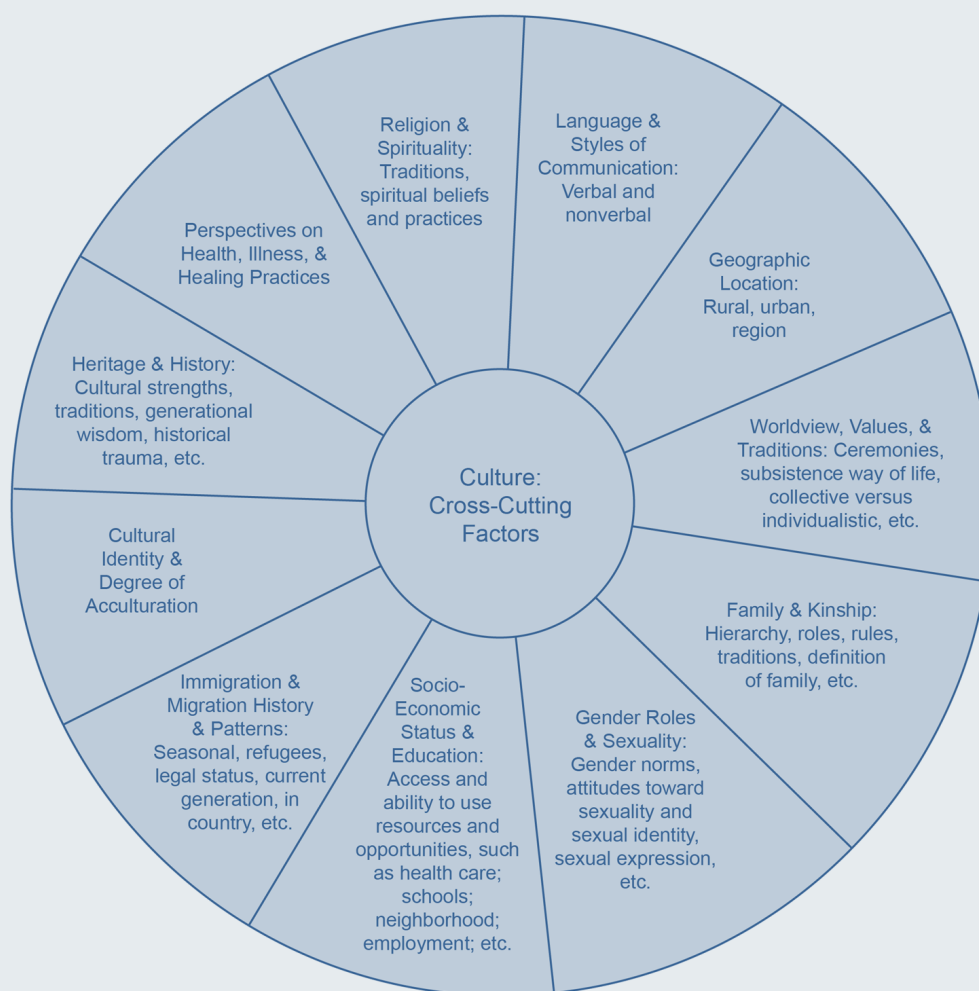 Religion &
Spirituality:
Traditions,
spiritual beliefs
and practices
Language &
Styles of
Communication:
Verbal and
nonverbal
Geographic
Location:
Rural, urban,
region
Worldview, Values, &
Traditions: Ceremonies,
subsistence way of life,
collective versus
individualistic, etc.
Family & Kinship:
Hierarchy, roles, rules,
traditions, definition
of family, etc.
Gender Roles
& Sexuality:
Gender norms,
attitudes toward
sexuality and
sexual identity,
sexual expression,
etc.
Socio-
Economic
Status &
Education:
Access and
ability to use
resources and
opportunities, such
as health care;
schools;
neighborhood;
employment; etc.
Immigration &
Migration History
& Patterns:
Seasonal, refugees,
legal status, current
generation, in
country, etc.
Cultural
Identity &
Degree of
Acculturation
Heritage & History:
Cultural strengths,
traditions, generational
wisdom, historical
trauma, etc.
Perspectives on
Health, Illness, &
Healing Practices
Culture:
Cross-Cutting
Factors